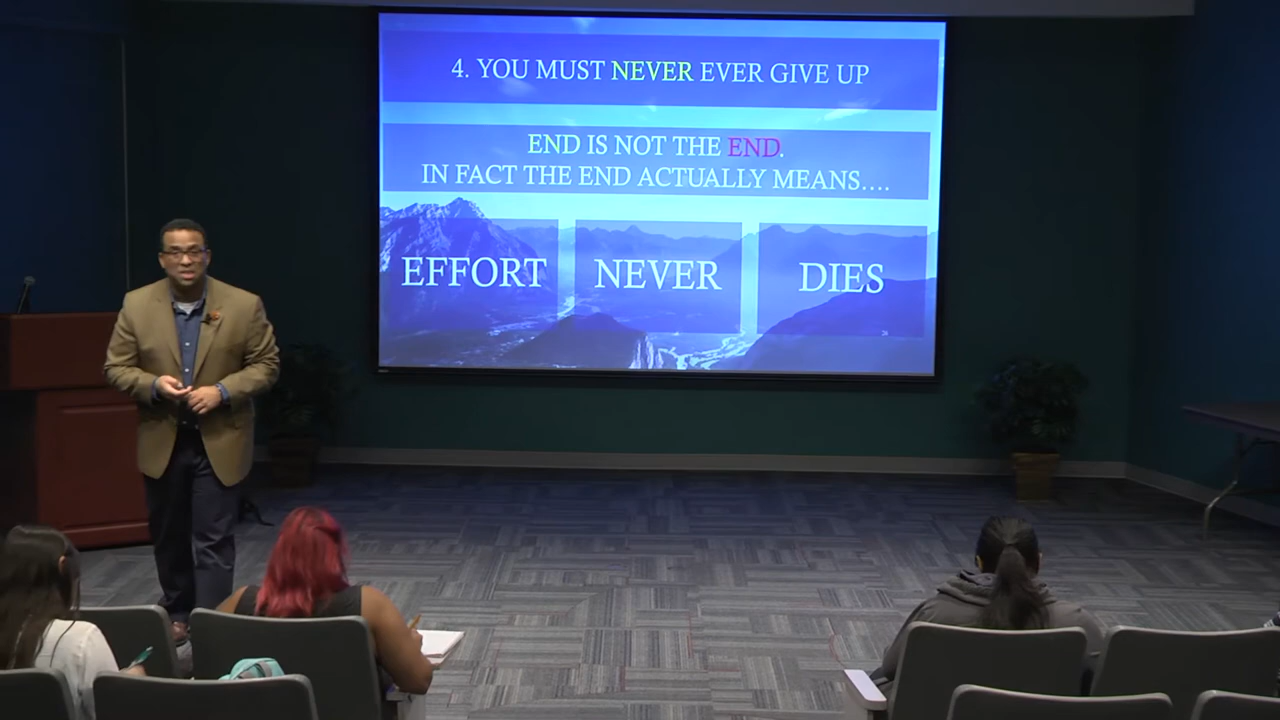 4. YOU MUST NEVER EVER GIVE UP
END IS NOT THE END.
IN FACT THE END ACTUALLY MEANS....
EFFORT NEVER DIES